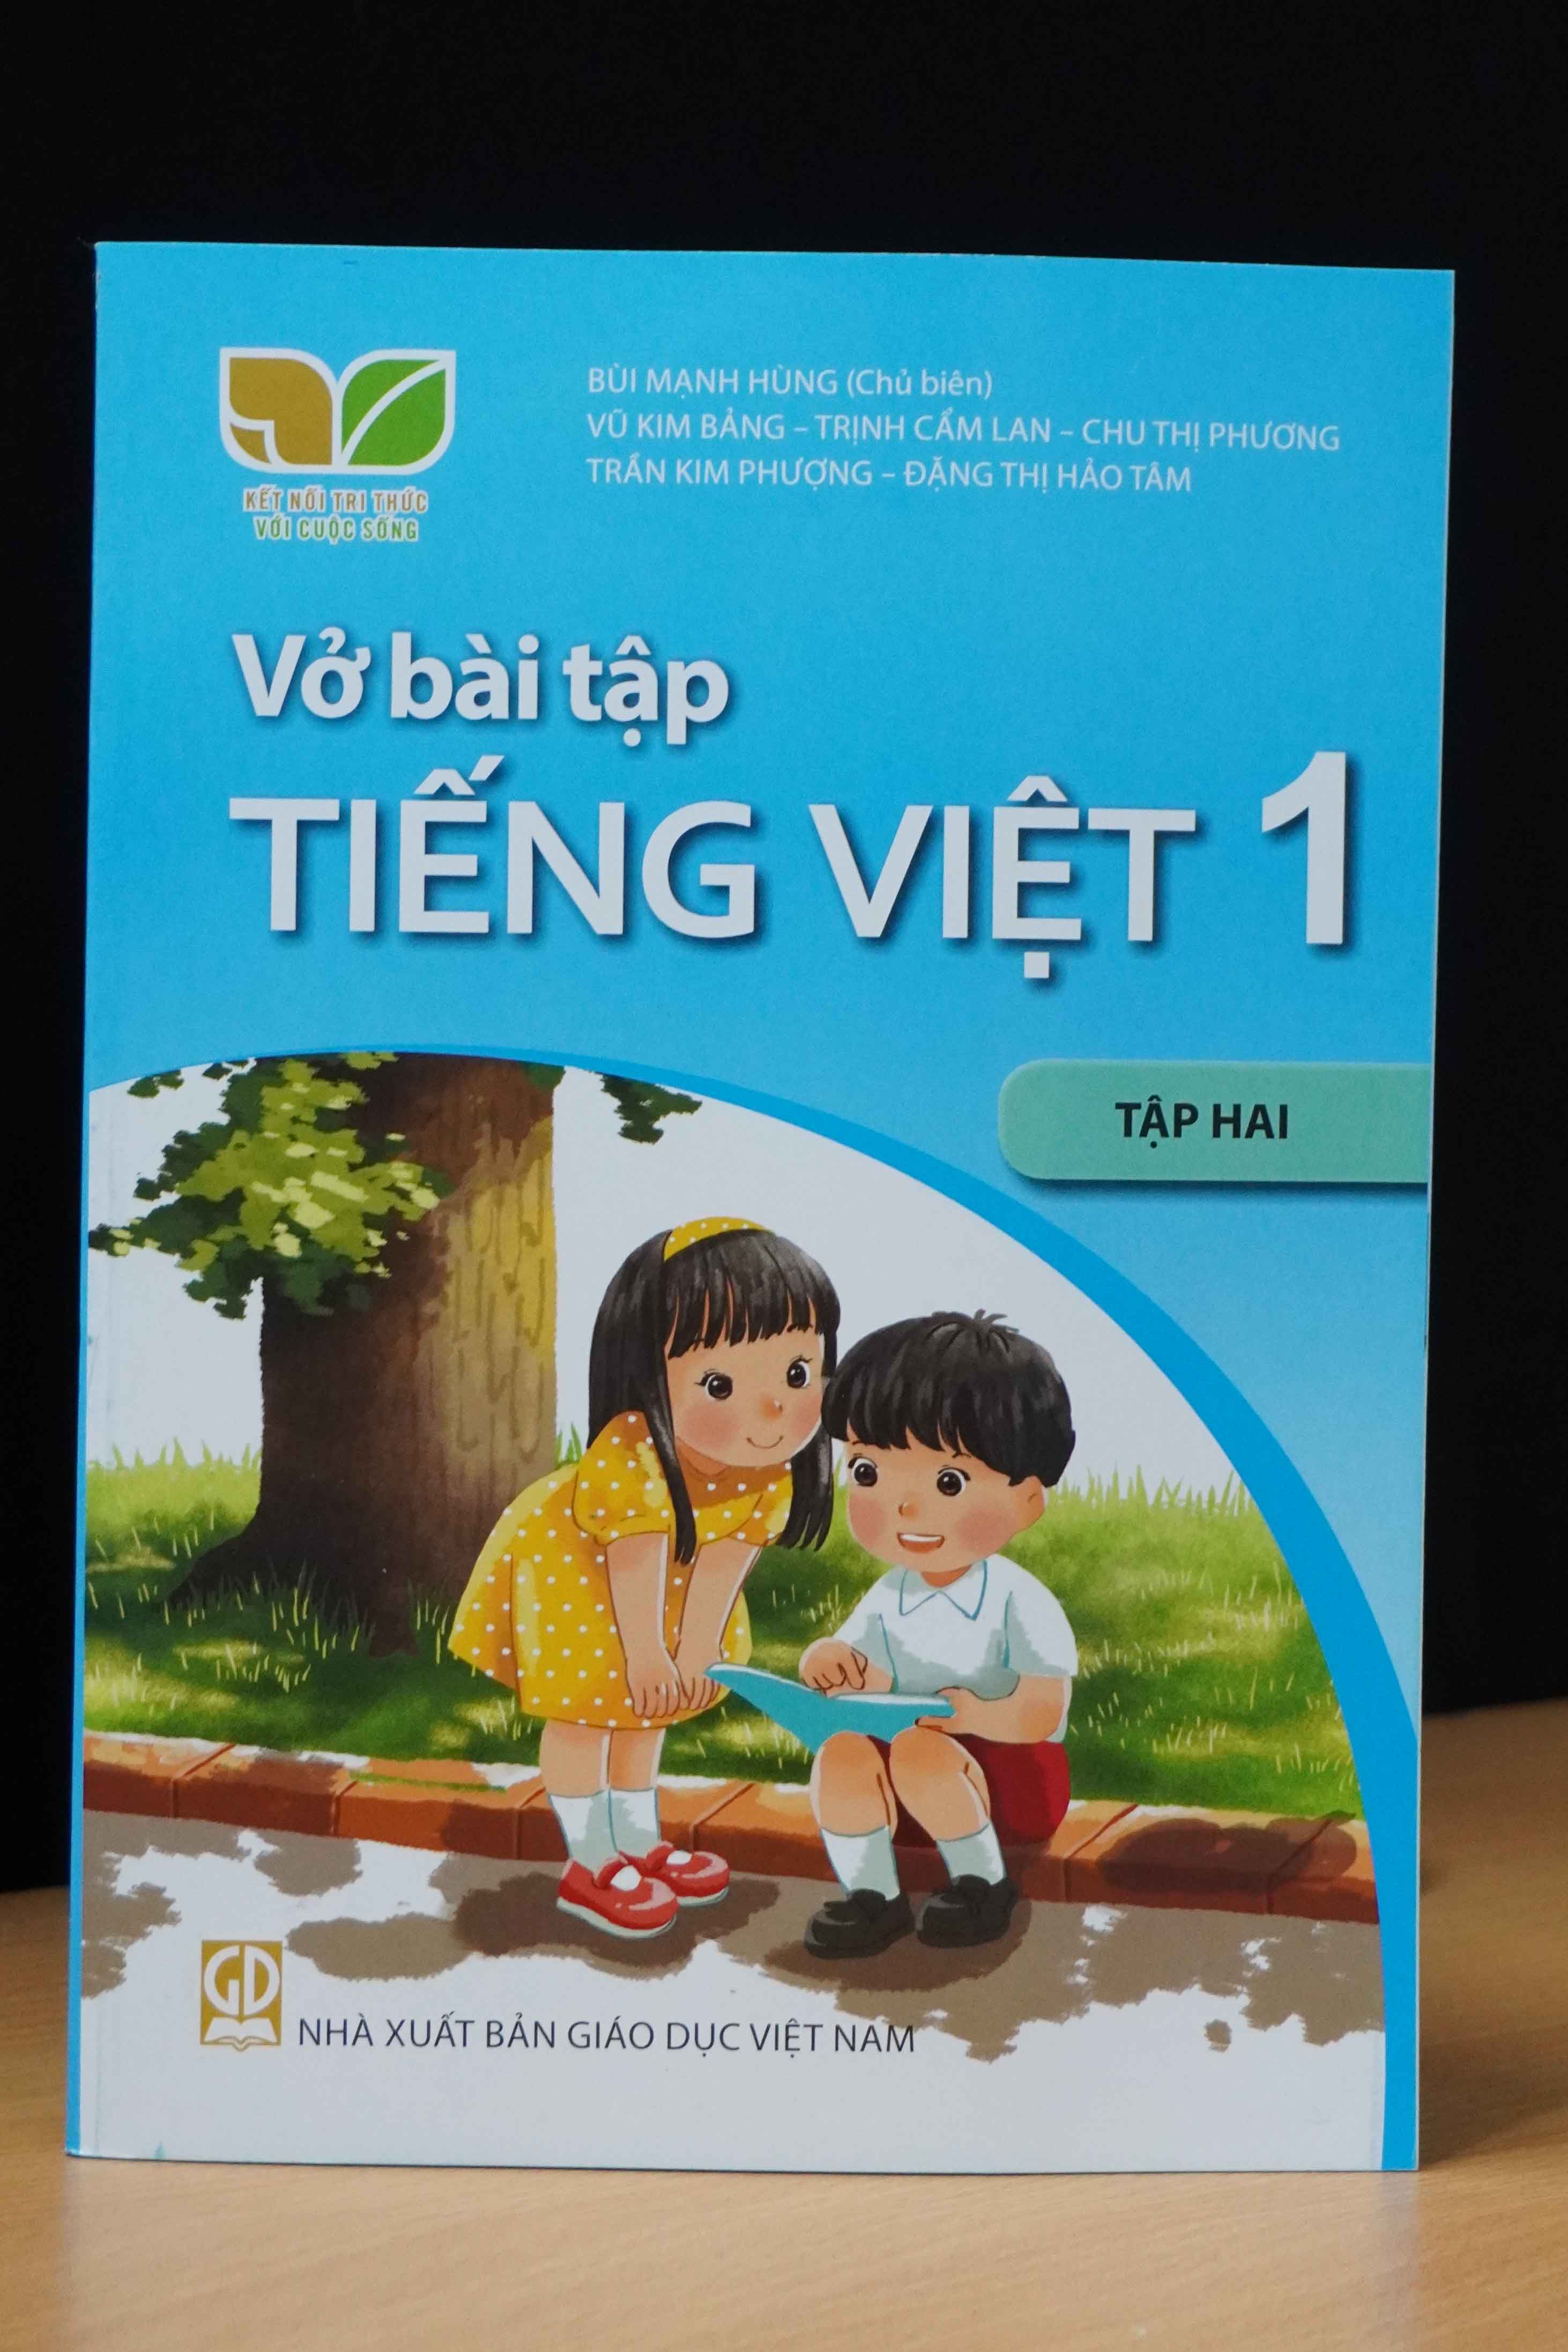 KẾT NỐI TRI THỨC
VỚI CUỘC SỐNG
BÙI MẠNH HÙNG (Chủ biên)
VŨ KIM BẢNG – TRỊNH CẨM LAN – CHU THỊ PHƯƠNG
TRẦN KIM PHƯỢNG – ĐẶNG THỊ HẢO TÂM
Vở bài tập
TIẾNG VIỆT 1
TẬP HAI
GD
NHÀ XUẤT BẢN GIÁO DỤC VIỆT NAM